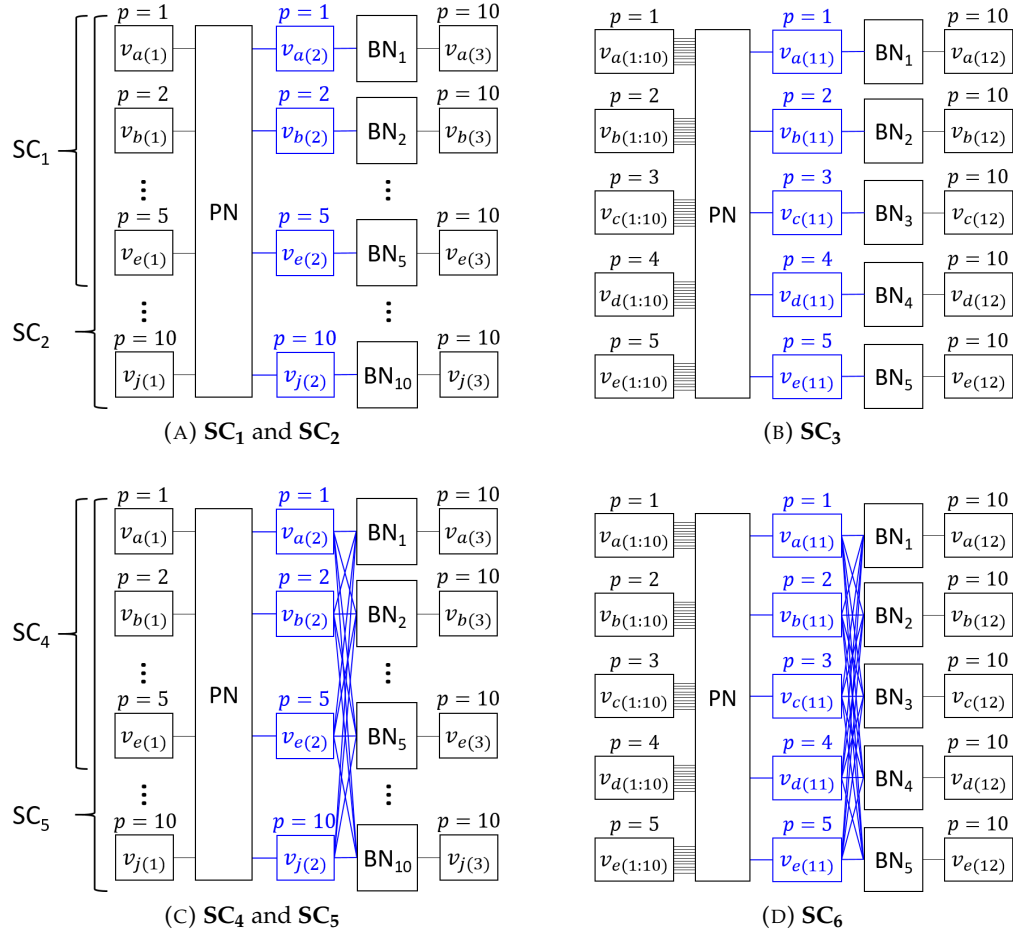 p = 1 p = 1 p = 10
v_a(1) v_a(2) BN_1 v_a(3)
p = 2 p = 2 p = 10
v_b(1) v_b(2) BN_2 v_b(3)
SC_1
⋮ ⋮ ⋮
PN
p = 5 p = 5 p = 10
v_e(1) v_e(2) BN_5 v_e(3)
⋮ ⋮
SC_2
p = 10 p = 10 p = 10
v_j(1) v_j(2) BN_10 v_j(3)
(A) SC_1 and SC_2
p = 1 p = 1 p = 10
v_a(1:10) v_a(11) BN_1 v_a(12)
p = 2 p = 2 p = 10
v_b(1:10) v_b(11) BN_2 v_b(12)
p = 3 p = 3 p = 10
v_c(1:10) PN v_c(11) BN_3 v_c(12)
p = 4 p = 4 p = 10
v_d(1:10) v_d(11) BN_4 v_d(12)
p = 5 p = 5 p = 10
v_e(1:10) v_e(11) BN_5 v_e(12)
(B) SC_3
p = 1 p = 1 p = 10
v_a(1) v_a(2) BN_1 v_a(3)
p = 2 p = 2 p = 10
v_b(1) v_b(2) BN_2 v_b(3)
SC_4
⋮ ⋮
PN
p = 5 p = 5 p = 10
v_e(1) v_e(2) BN_5 v_e(3)
⋮ ⋮
SC_5
p = 10 p = 10 p = 10
v_j(1) v_j(2) BN_10 v_j(3)
(C) SC_4 and SC_5
p = 1 p = 1 p = 10
v_a(1:10) v_a(11) BN_1 v_a(12)
p = 2 p = 2 p = 10
v_b(1:10) v_b(11) BN_2 v_b(12)
p = 3 p = 3 p = 10
v_c(1:10) PN v_c(11) BN_3 v_c(12)
p = 4 p = 4 p = 10
v_d(1:10) v_d(11) BN_4 v_d(12)
p = 5 p = 5 p = 10
v_e(1:10) v_e(11) BN_5 v_e(12)
(D) SC_6